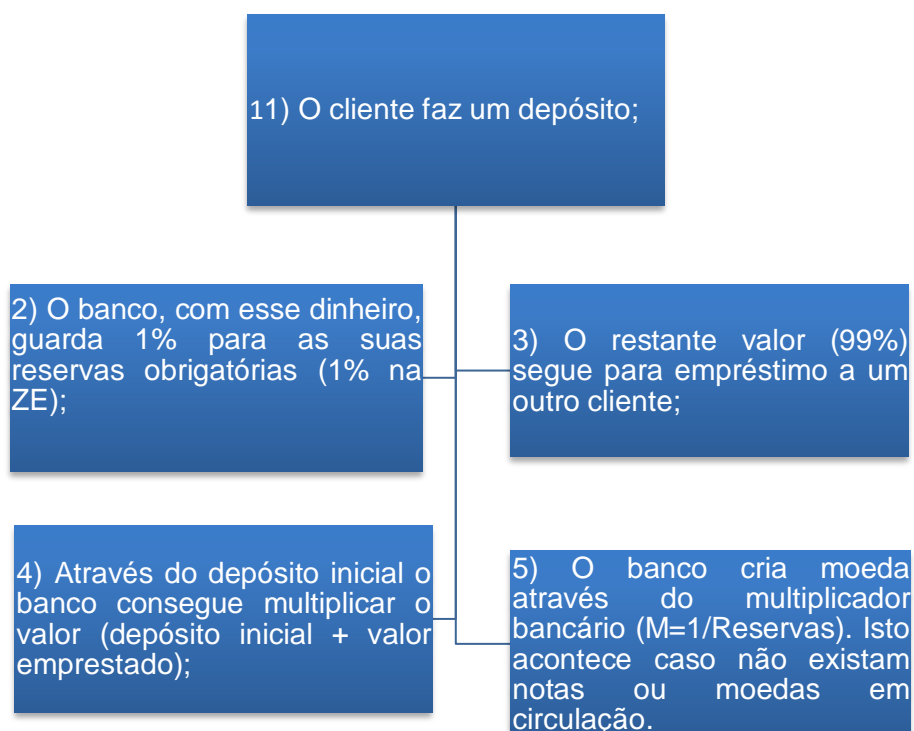 11) O cliente faz um depósito;
2) O banco, com esse dinheiro,
guarda 1% para as suas
reservas obrigatórias (1% na
ZE);
3) O restante valor (99%)
segue para empréstimo a um
outro cliente;
4) Através do depósito inicial o
banco consegue multiplicar o
valor (depósito inicial + valor
emprestado);
5) O banco cria moeda
através do multiplicador
bancário (M=1/Reservas). Isto
acontece caso não existam
notas ou moedas em
circulação.